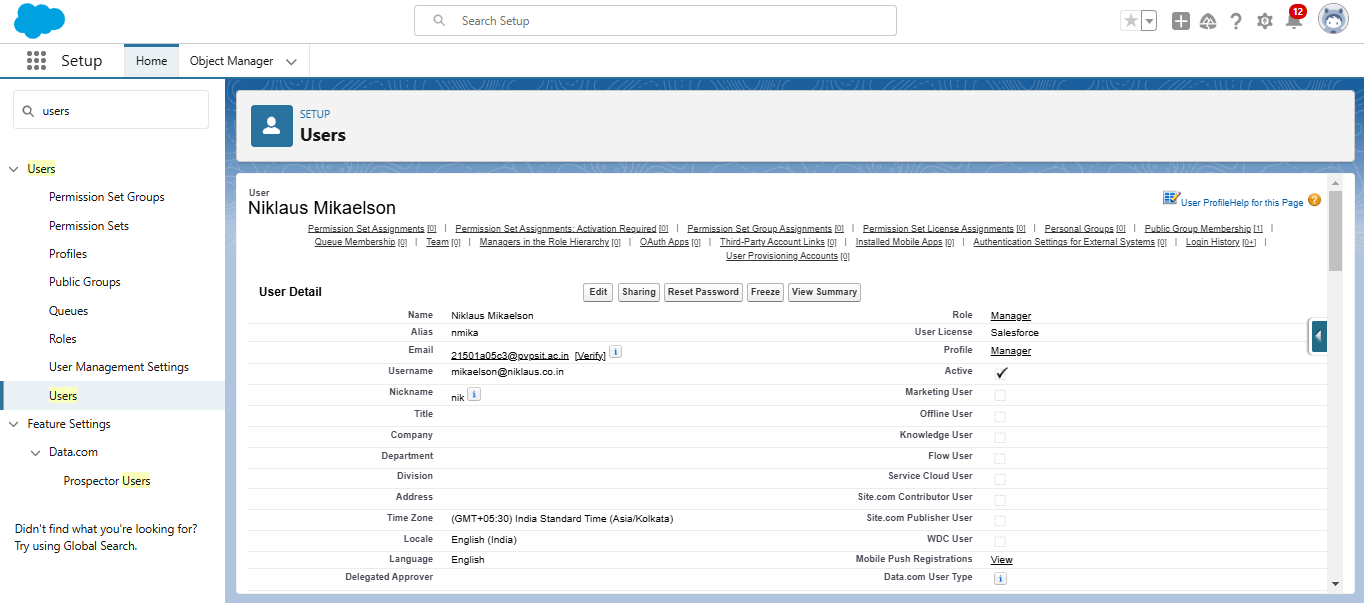 Search Setup
12
Setup
Home
Object Manager
users
Users
Permission Set Groups
Permission Sets
Profiles
Public Groups
Queues
Roles
User Management Settings
Users
Feature Settings
Data.com
Prospector Users
Didn't find what you're looking for?
Try using Global Search.
SETUP
Users
User
Niklaus Mikaelson
User Profile Help for this Page
Permission Set Assignments [0] | Permission Set Assignments: Activation Required [0] | Permission Set Group Assignments [0] | Permission Set License Assignments [0] | Personal Groups [0] | Public Group Membership [1] |
Queue Membership [0] | Team [0] | Managers in the Role Hierarchy [0] | OAuth Apps [0] | Third-Party Account Links [0] | Installed Mobile Apps [0] | Authentication Settings for External Systems [0] | Login History [0+] |
User Provisioning Accounts [0]
User Detail Edit Sharing Reset Password Freeze View Summary
Name Niklaus Mikaelson Role Manager
Alias nmika User License Salesforce
Email 21501a05c3@pvpsit.ac.in [Verify] i Profile Manager
Username mikaelson@niklaus.co.in Active ✓
Nickname nik i Marketing User
Title Offline User
Company Knowledge User
Department Flow User
Division Service Cloud User
Address Site.com Contributor User
Time Zone (GMT+05:30) India Standard Time (Asia/Kolkata) Site.com Publisher User
Locale English (India) WDC User
Language English Mobile Push Registrations View
Delegated Approver Data.com User Type i